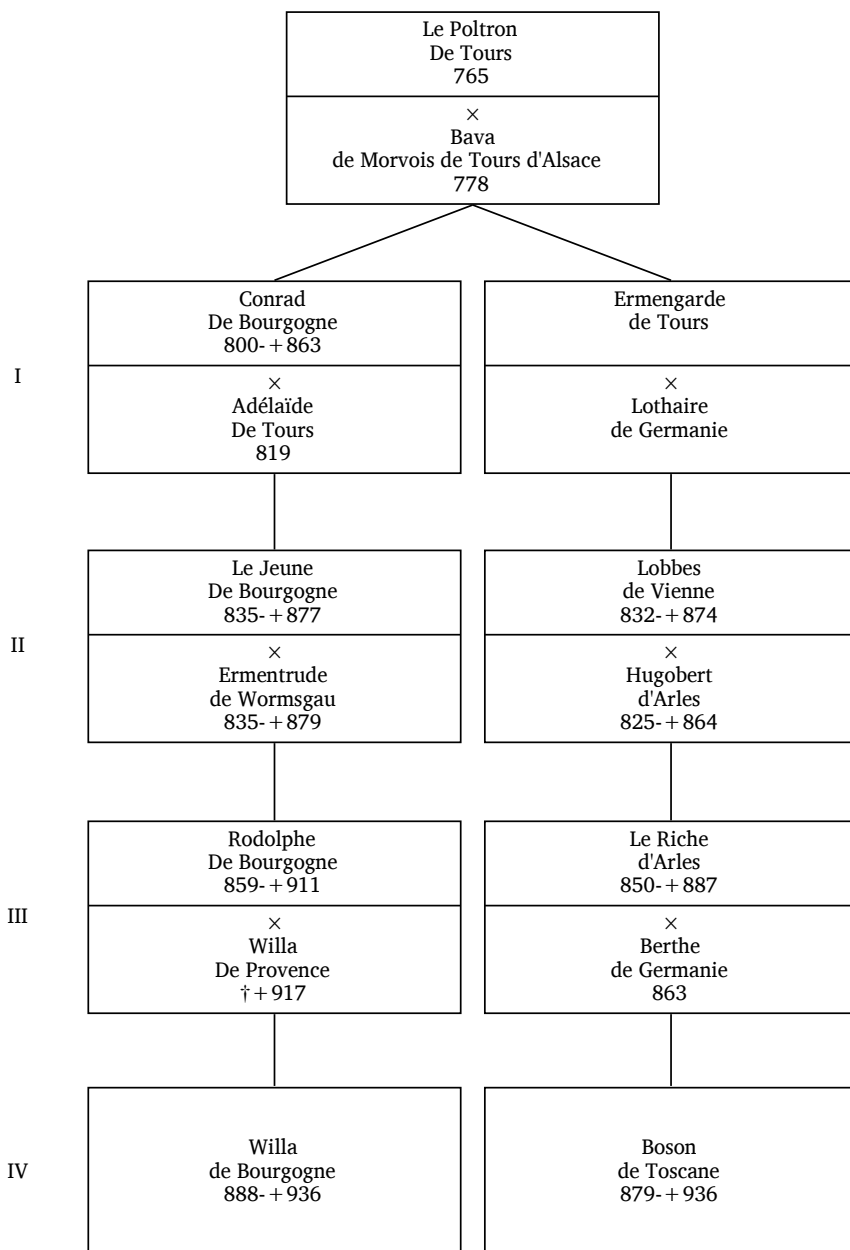 Le Poltron
De Tours
765
×
Bava
de Morvois de Tours d'Alsace
778
I
Conrad
De Bourgogne
800-+863
×
Adélaïde
De Tours
819
Ermengarde
de Tours
×
Lothaire
de Germanie
II
Le Jeune
De Bourgogne
835-+877
×
Ermentrude
de Wormsgau
835-+879
Lobbes
de Vienne
832-+874
×
Hugobert
d'Arles
825-+864
III
Rodolphe
De Bourgogne
859-+911
×
Willa
De Provence
†+917
Le Riche
d'Arles
850-+887
×
Berthe
de Germanie
863
IV
Willa
de Bourgogne
888-+936
Boson
de Toscane
879-+936